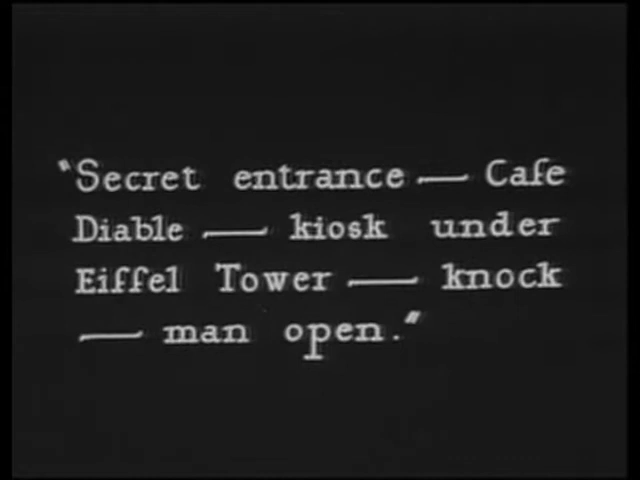 "Secret entrance — Cafe
Diable — kiosk under
Eiffel Tower — knock
— man open."